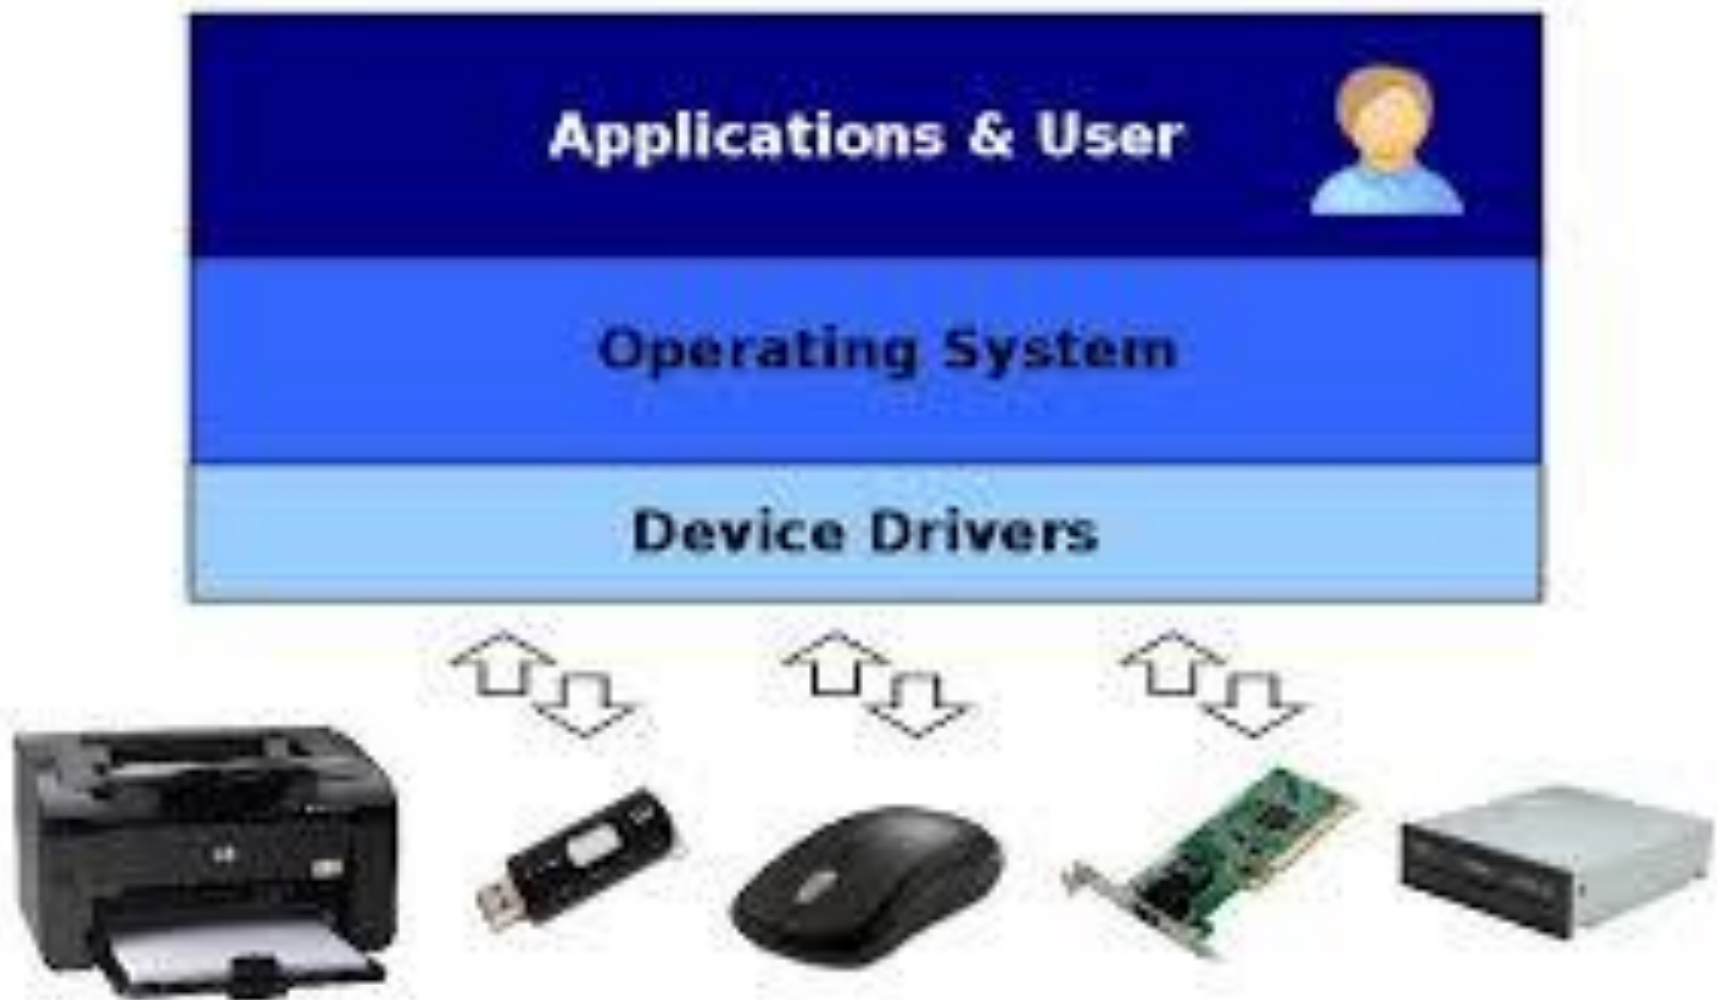 Applications & User
Operating System
Device Drivers